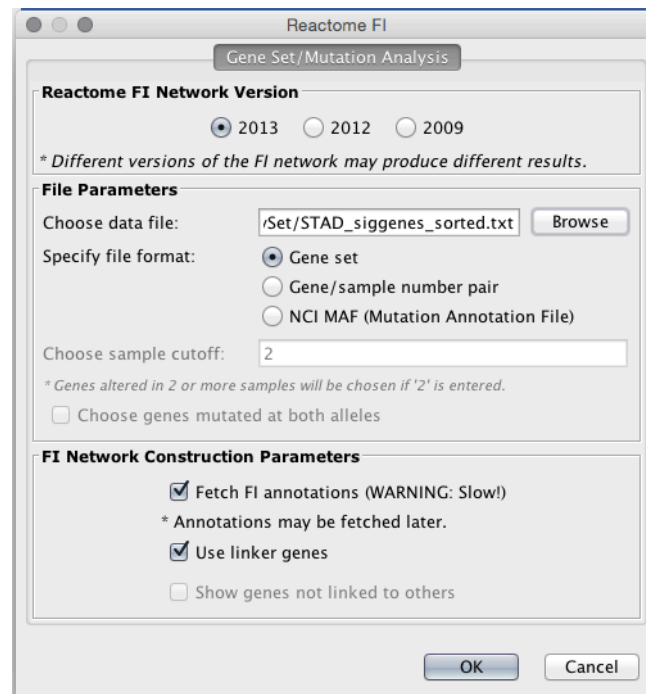 Reactome FI
Gene Set/Mutation Analysis
Reactome FI Network Version
2013 2012 2009
* Different versions of the FI network may produce different results.
File Parameters
Choose data file: /Set/STAD_siggenes_sorted.txt Browse
Specify file format: Gene set
Gene/sample number pair
NCI MAF (Mutation Annotation File)
Choose sample cutoff: 2
* Genes altered in 2 or more samples will be chosen if '2' is entered.
Choose genes mutated at both alleles
FI Network Construction Parameters
Fetch FI annotations (WARNING: Slow!)
* Annotations may be fetched later.
Use linker genes
Show genes not linked to others
OK Cancel